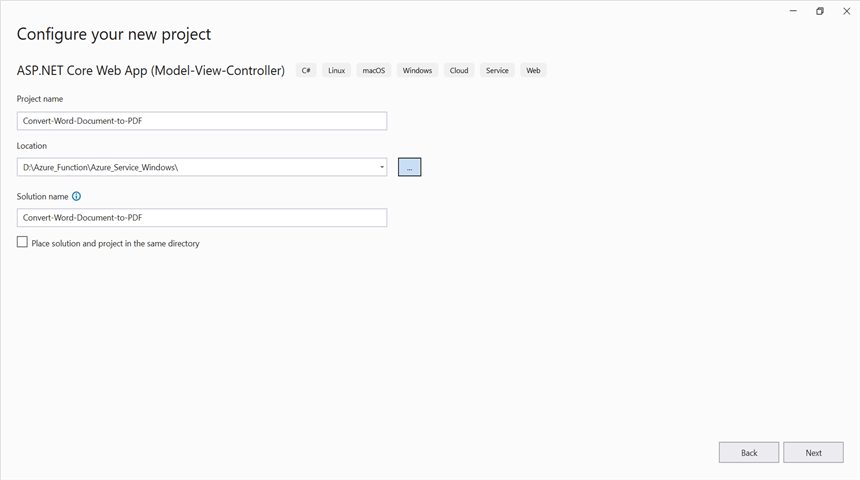 Configure your new project
ASP.NET Core Web App (Model-View-Controller) C# Linux macOS Windows Cloud Service Web
Project name
Convert-Word-Document-to-PDF
Location
D:\Azure_Function\Azure_Service_Windows\
...
Solution name
Convert-Word-Document-to-PDF
Place solution and project in the same directory
Back Next